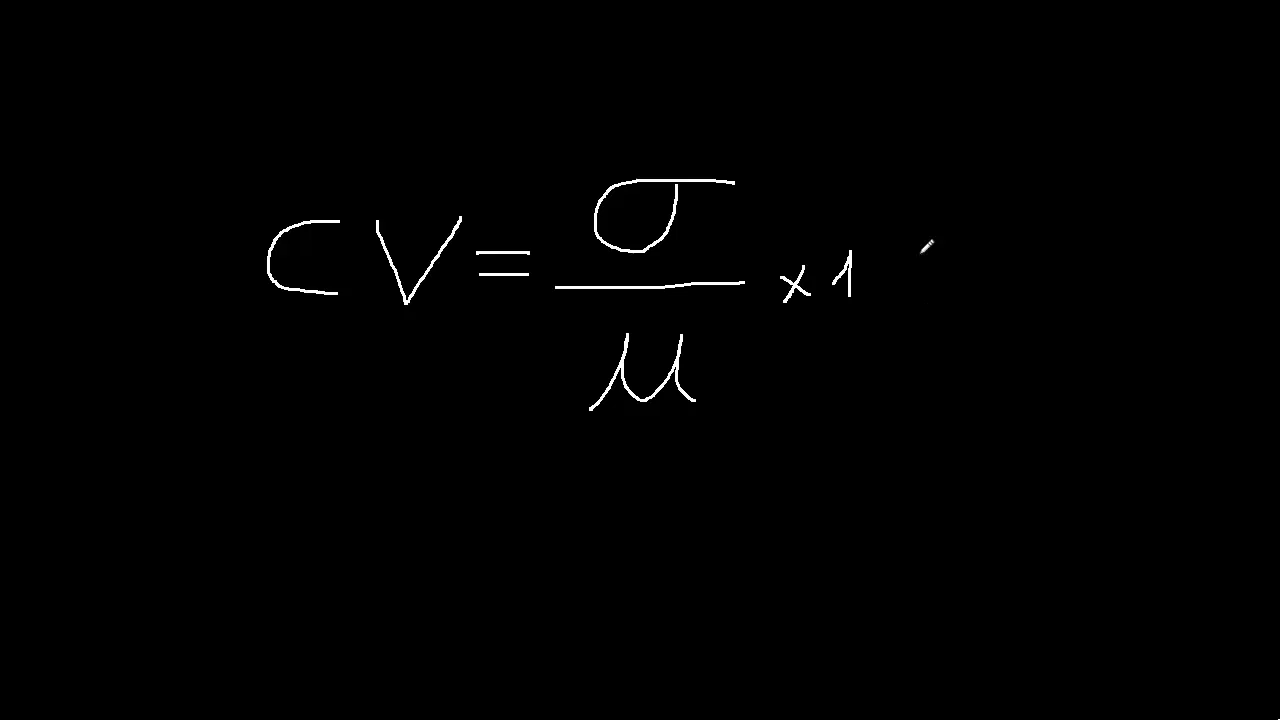 CV = σ / μ × 1